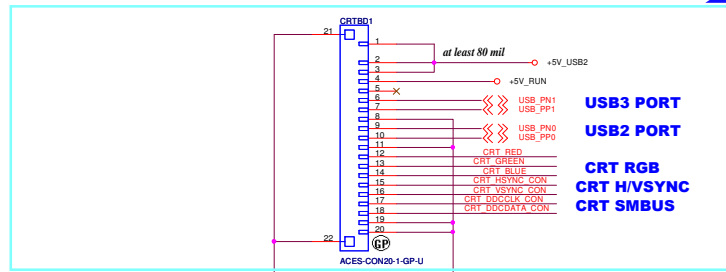 CRTBD1
21
1
at least 80 mil
2
+5V_USB2
3
4
+5V_RUN
5
6
USB_PN1
USB3 PORT
7
USB_PP1
8
9
USB_PN0
USB2 PORT
10
USB_PP0
11
12
CRT_RED
13
CRT_GREEN
CRT RGB
14
CRT_BLUE
15
CRT_HSYNC_CON
CRT H/VSYNC
16
CRT_VSYNC_CON
17
CRT_DDCCLK_CON
CRT SMBUS
18
CRT_DDCDATA_CON
19
20
22
GP
ACES-CON20-1-GP-U